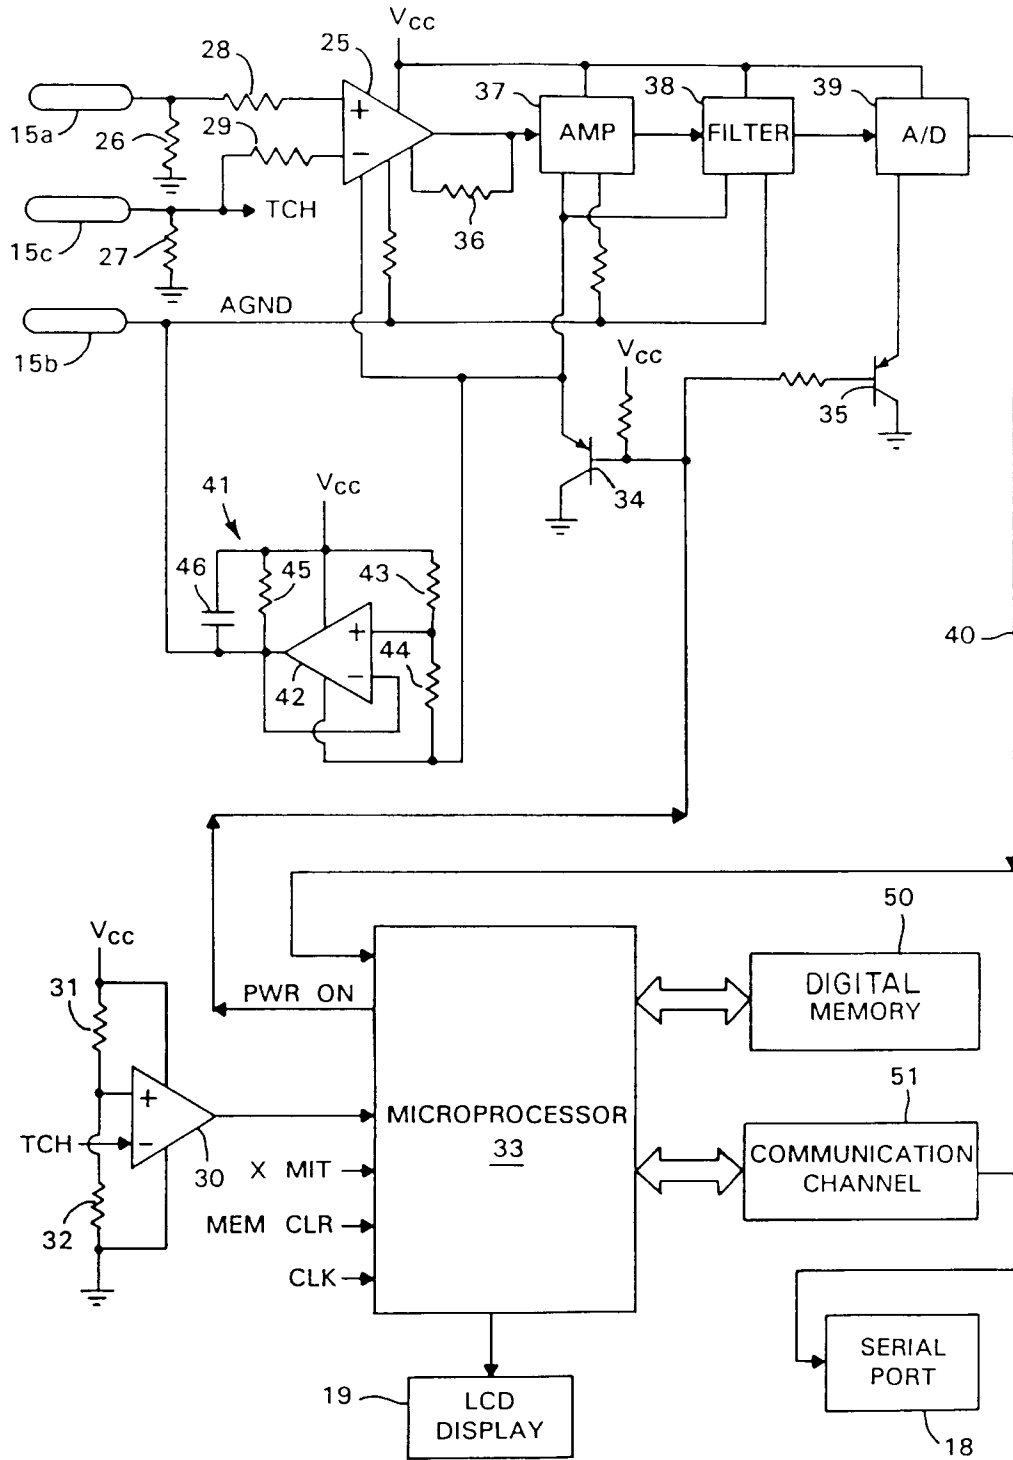 VCC
28
25
37
38
39
15a
26
29
+
−
AMP
FILTER
A/D
TCH
15c
27
36
AGND
15b
VCC
35
34
VCC
41
46
45
43
+
44
−
42
40
50
VCC
31
PWR ON
DIGITAL
MEMORY
51
+
TCH
−
30
MICROPROCESSOR
33
COMMUNICATION
CHANNEL
X MIT
32
MEM CLR
CLK
SERIAL
PORT
19
LCD
DISPLAY
18